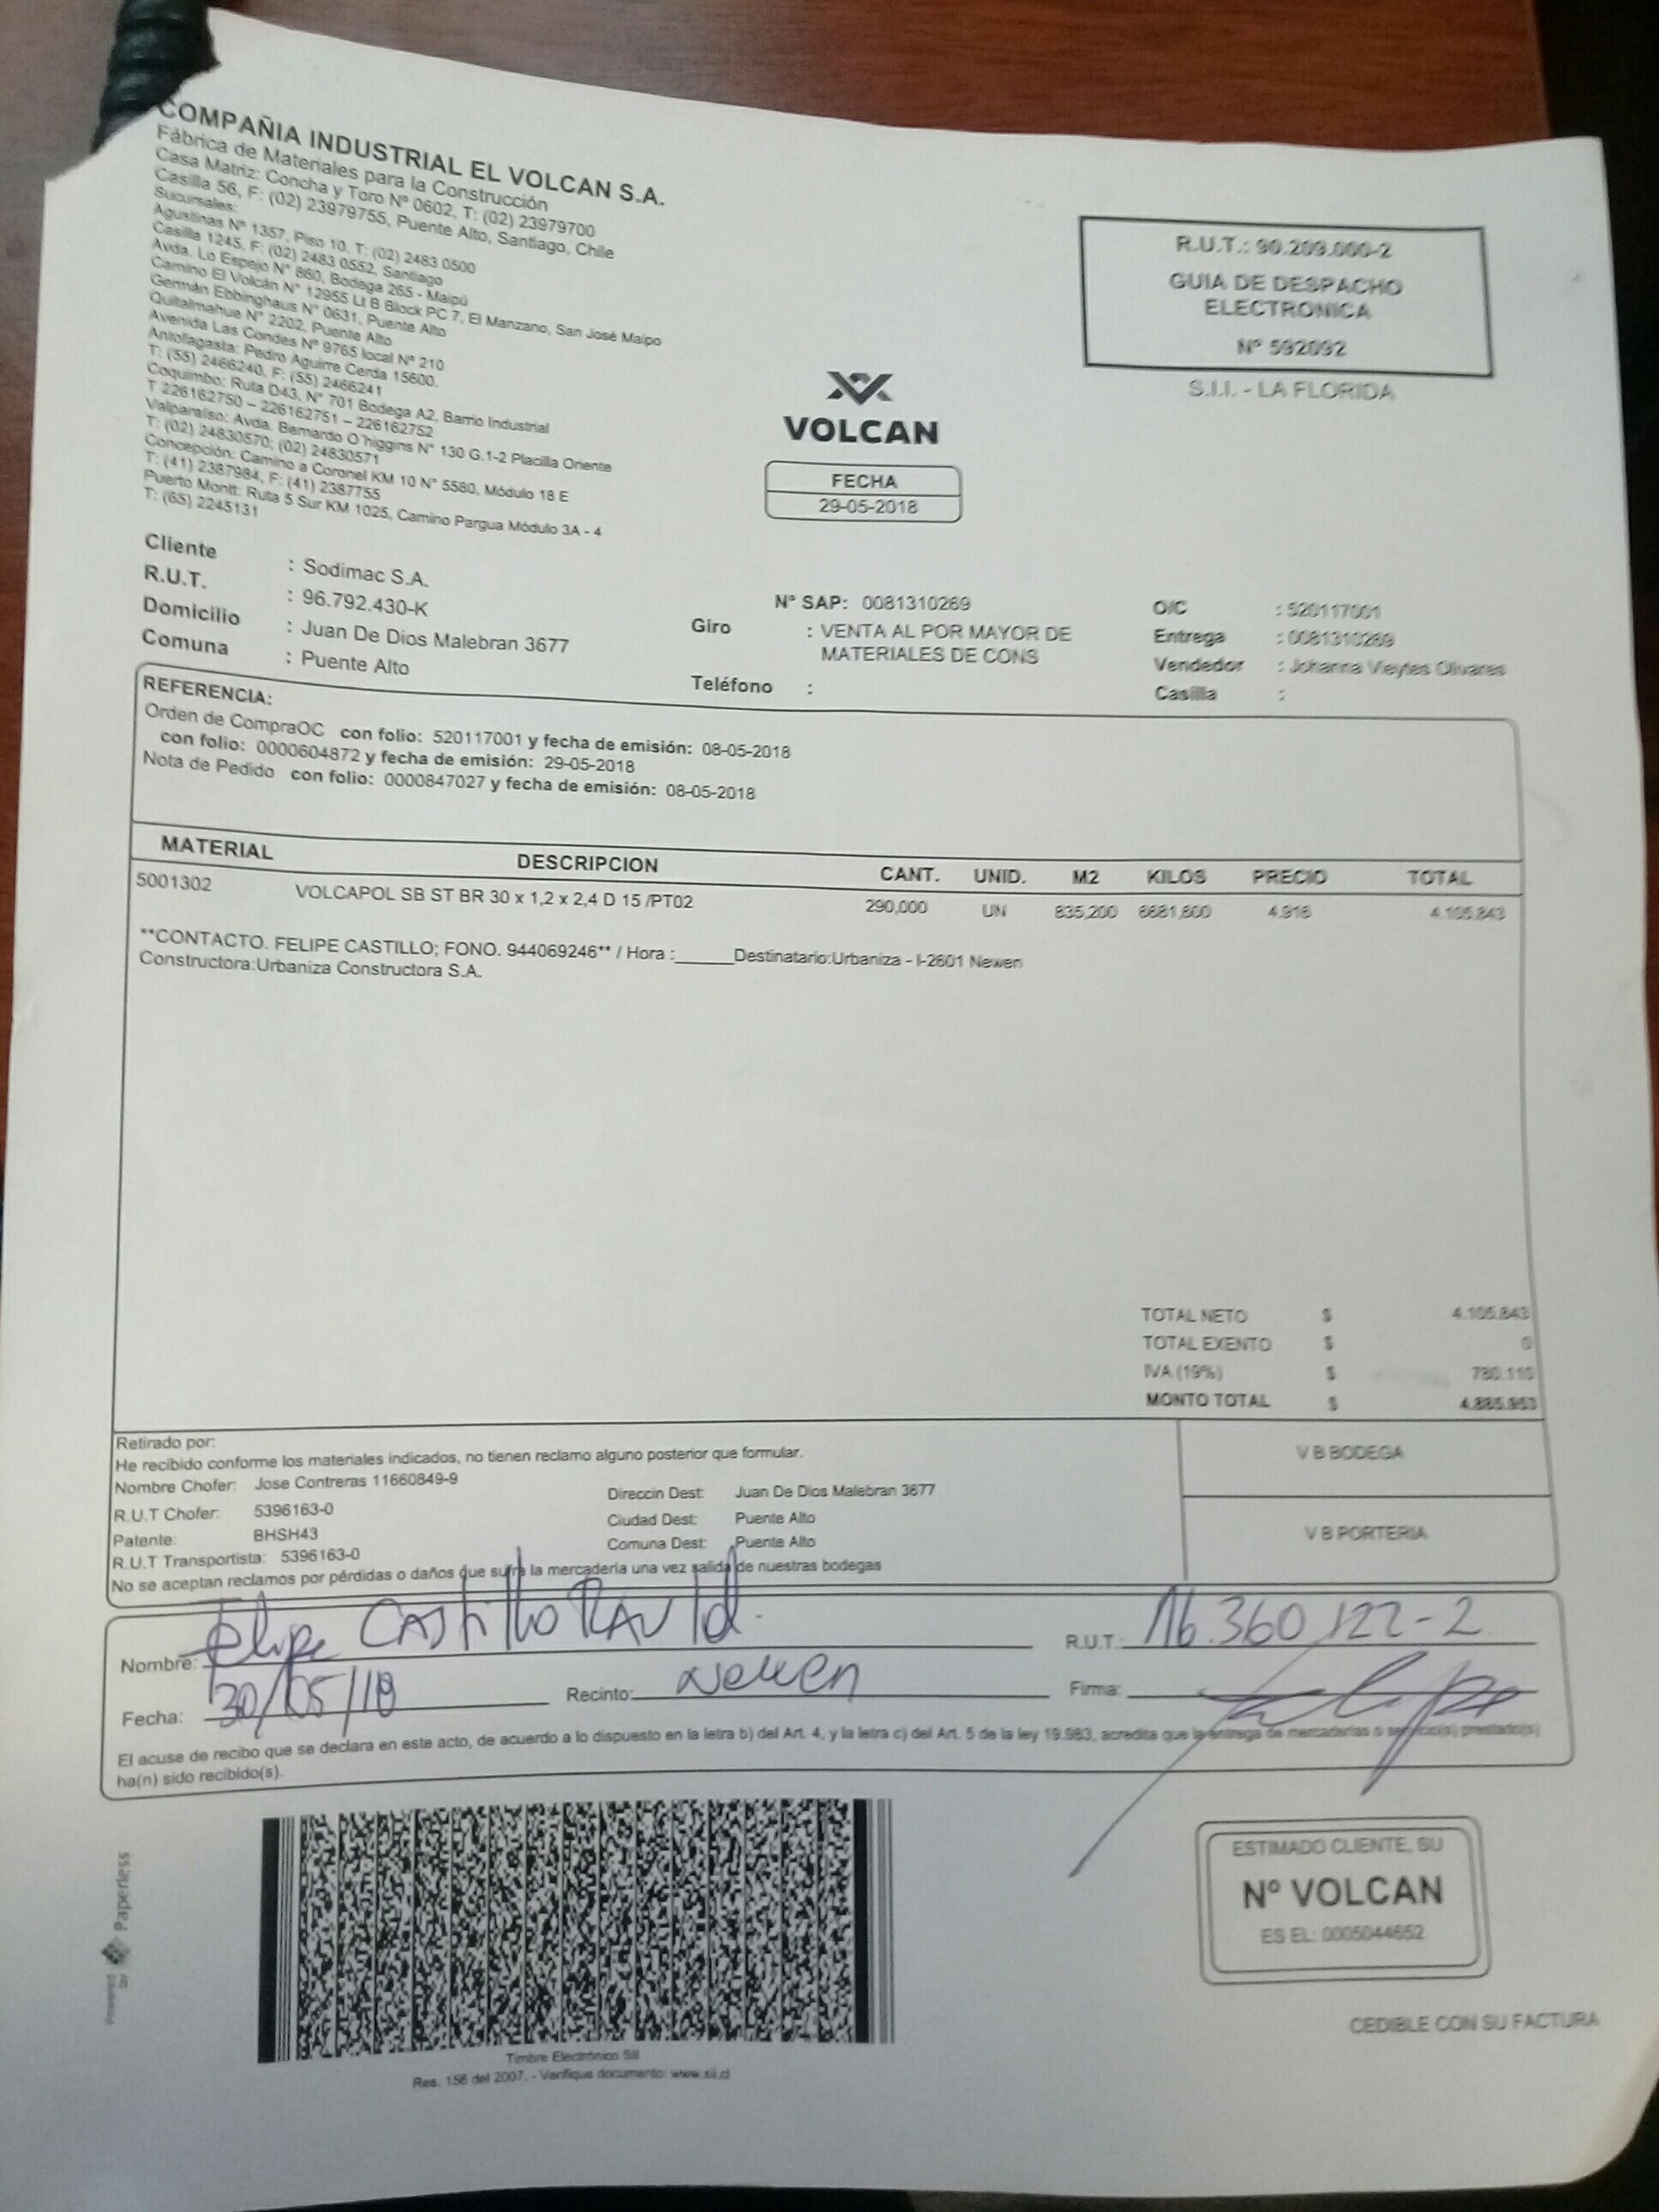 COMPAÑIA INDUSTRIAL EL VOLCAN S.A.
Fábrica de Materiales para la Construcción
Casa Matriz: Concha y Toro Nº 0602, T: (02) 23979700
Casilla 56, F: (02) 23979755, Puente Alto, Santiago, Chile
Sucursales:
Agustinas Nº 1357, Piso 10, T: (02) 2483 0500
Casilla 1245, F: (02) 2483 0552, Santiago
Avda. Lo Espejo N° 860, Bodega 265 - Maipú
Camino El Volcán N° 12955 Lt B Block PC 7, El Manzano, San José Maipo
Germán Ebbinghaus N° 0631, Puente Alto
Quitalmahue N° 2202, Puente Alto
Avenida Las Condes Nº 9765 local Nº 210
Antofagasta: Pedro Aguirre Cerda 15600.
T: (55) 2466240, F: (55) 2466241
Coquimbo: Ruta D43, N° 701 Bodega A2, Barrio Industrial
T 226162750 – 226162751 – 226162752
Valparaíso: Avda. Bernardo O'higgins N° 130 G.1-2 Placilla Oriente
T: (02) 24830570; (02) 24830571
Concepción: Camino a Coronel KM 10 N° 5580, Módulo 18 E
T: (41) 2387984, F: (41) 2387755
Puerto Montt: Ruta 5 Sur KM 1025, Camino Pargua Módulo 3A - 4
T: (65) 2245131
R.U.T.: 90.209.000-2
GUIA DE DESPACHO
ELECTRONICA
Nº 592092
S.I.I. - LA FLORIDA
VOLCAN
FECHA
29-05-2018
Cliente : Sodimac S.A.
R.U.T. : 96.792.430-K
Domicilio : Juan De Dios Malebran 3677
Comuna : Puente Alto
N° SAP: 0081310269
Giro : VENTA AL POR MAYOR DE
MATERIALES DE CONS
Teléfono :
O/C : 520117001
Entrega : 0081310269
Vendedor : Johanna Vieytes Olivares
Casilla :
REFERENCIA:
Orden de CompraOC con folio: 520117001 y fecha de emisión: 08-05-2018
con folio: 0000604872 y fecha de emisión: 29-05-2018
Nota de Pedido con folio: 0000847027 y fecha de emisión: 08-05-2018
MATERIAL DESCRIPCION CANT. UNID. M2 KILOS PRECIO TOTAL
5001302 VOLCAPOL SB ST BR 30 x 1,2 x 2,4 D 15 /PT02 290,000 UN 835,200 6681,600 4.916 4.105.843
**CONTACTO. FELIPE CASTILLO; FONO. 944069246** / Hora :______Destinatario:Urbaniza - I-2601 Newen
Constructora:Urbaniza Constructora S.A.
TOTAL NETO $ 4.105.843
TOTAL EXENTO $ 0
IVA (19%) $ 780.110
MONTO TOTAL $ 4.885.953
Retirado por:
He recibido conforme los materiales indicados, no tienen reclamo alguno posterior que formular.
Nombre Chofer: Jose Contreras 11660849-9
R.U.T Chofer: 5396163-0
Patente: BHSH43
R.U.T Transportista: 5396163-0
Direccin Dest: Juan De Dios Malebran 3677
Ciudad Dest: Puente Alto
Comuna Dest: Puente Alto
No se aceptan reclamos por pérdidas o daños que sufra la mercadería una vez salida de nuestras bodegas
V B BODEGA
V B PORTERIA
Nombre: Felipe CAStillo RAVld. R.U.T.: 16.360.122-2
Fecha: 30/05/18 Recinto: Newen Firma:
El acuse de recibo que se declara en este acto, de acuerdo a lo dispuesto en la letra b) del Art. 4, y la letra c) del Art. 5 de la ley 19.983, acredita que la entrega de mercaderías o servicio(s) prestado(s)
ha(n) sido recibido(s).
Powered by Paperless
Timbre Electrónico SII
Res. 156 del 2007. - Verifique documento: www.sii.cl
ESTIMADO CLIENTE, SU
Nº VOLCAN
ES EL: 0005044652
CEDIBLE CON SU FACTURA